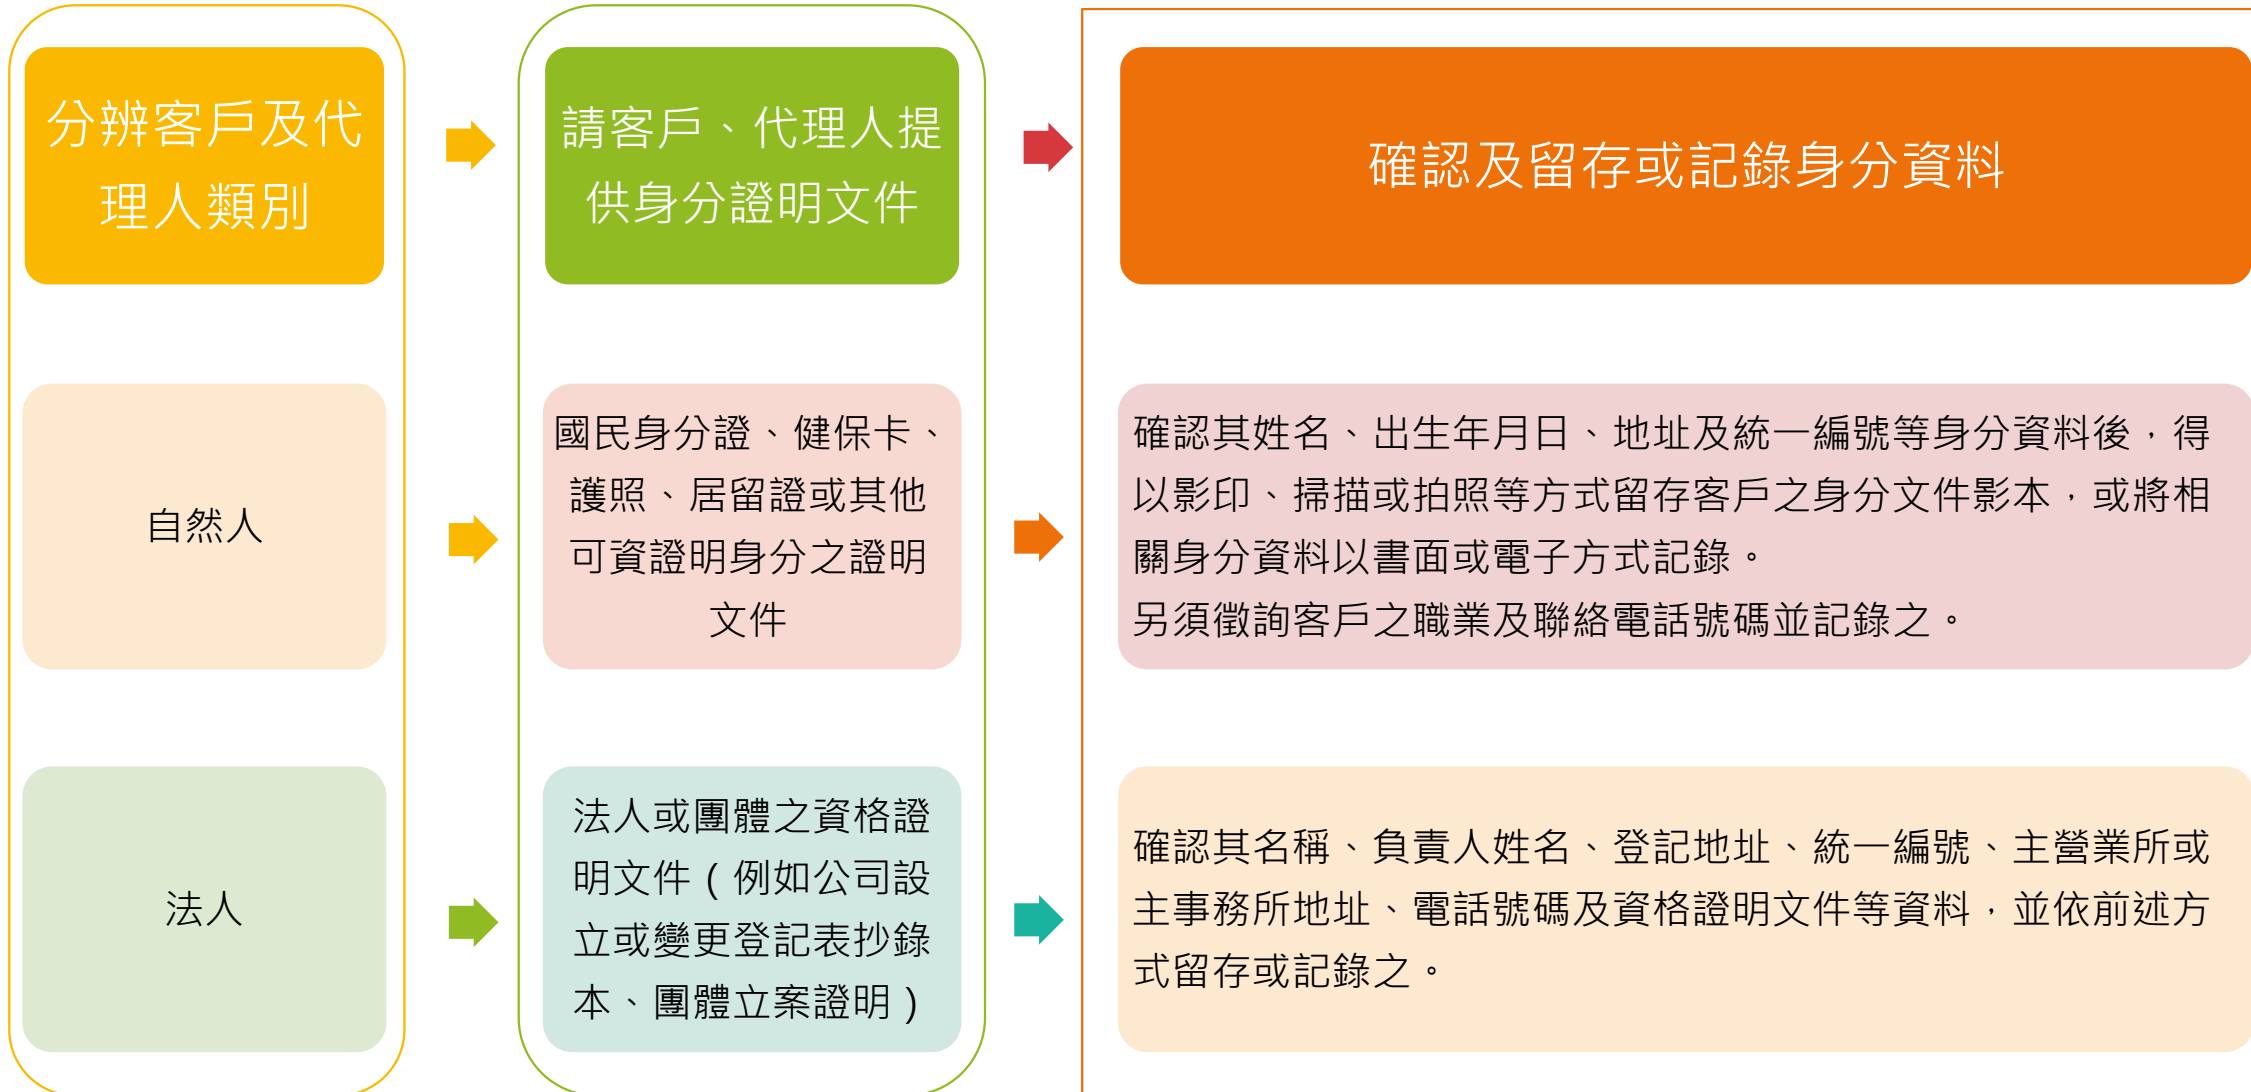 分辨客戶及代
理人類別
請客戶、代理人提
供身分證明文件
確認及留存或記錄身分資料
自然人
國民身分證、健保卡、
護照、居留證或其他
可資證明身分之證明
文件
確認其姓名、出生年月日、地址及統一編號等身分資料後，得
以影印、掃描或拍照等方式留存客戶之身分文件影本，或將相
關身分資料以書面或電子方式記錄。
另須徵詢客戶之職業及聯絡電話號碼並記錄之。
法人
法人或團體之資格證
明文件（例如公司設
立或變更登記表抄錄
本、團體立案證明）
確認其名稱、負責人姓名、登記地址、統一編號、主營業所或
主事務所地址、電話號碼及資格證明文件等資料，並依前述方
式留存或記錄之。